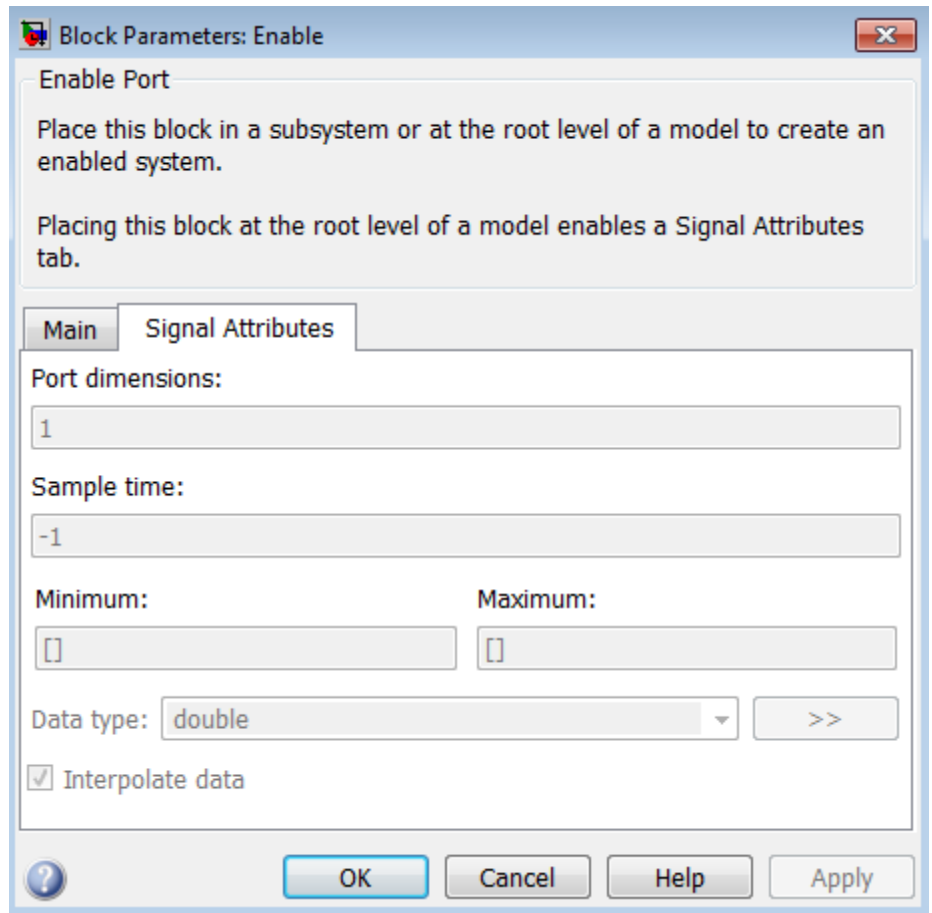 Block Parameters: Enable
Enable Port
Place this block in a subsystem or at the root level of a model to create an
enabled system.
Placing this block at the root level of a model enables a Signal Attributes
tab.
Main Signal Attributes
Port dimensions:
1
Sample time:
-1
Minimum: Maximum:
[] []
Data type: double >>
Interpolate data
? OK Cancel Help Apply